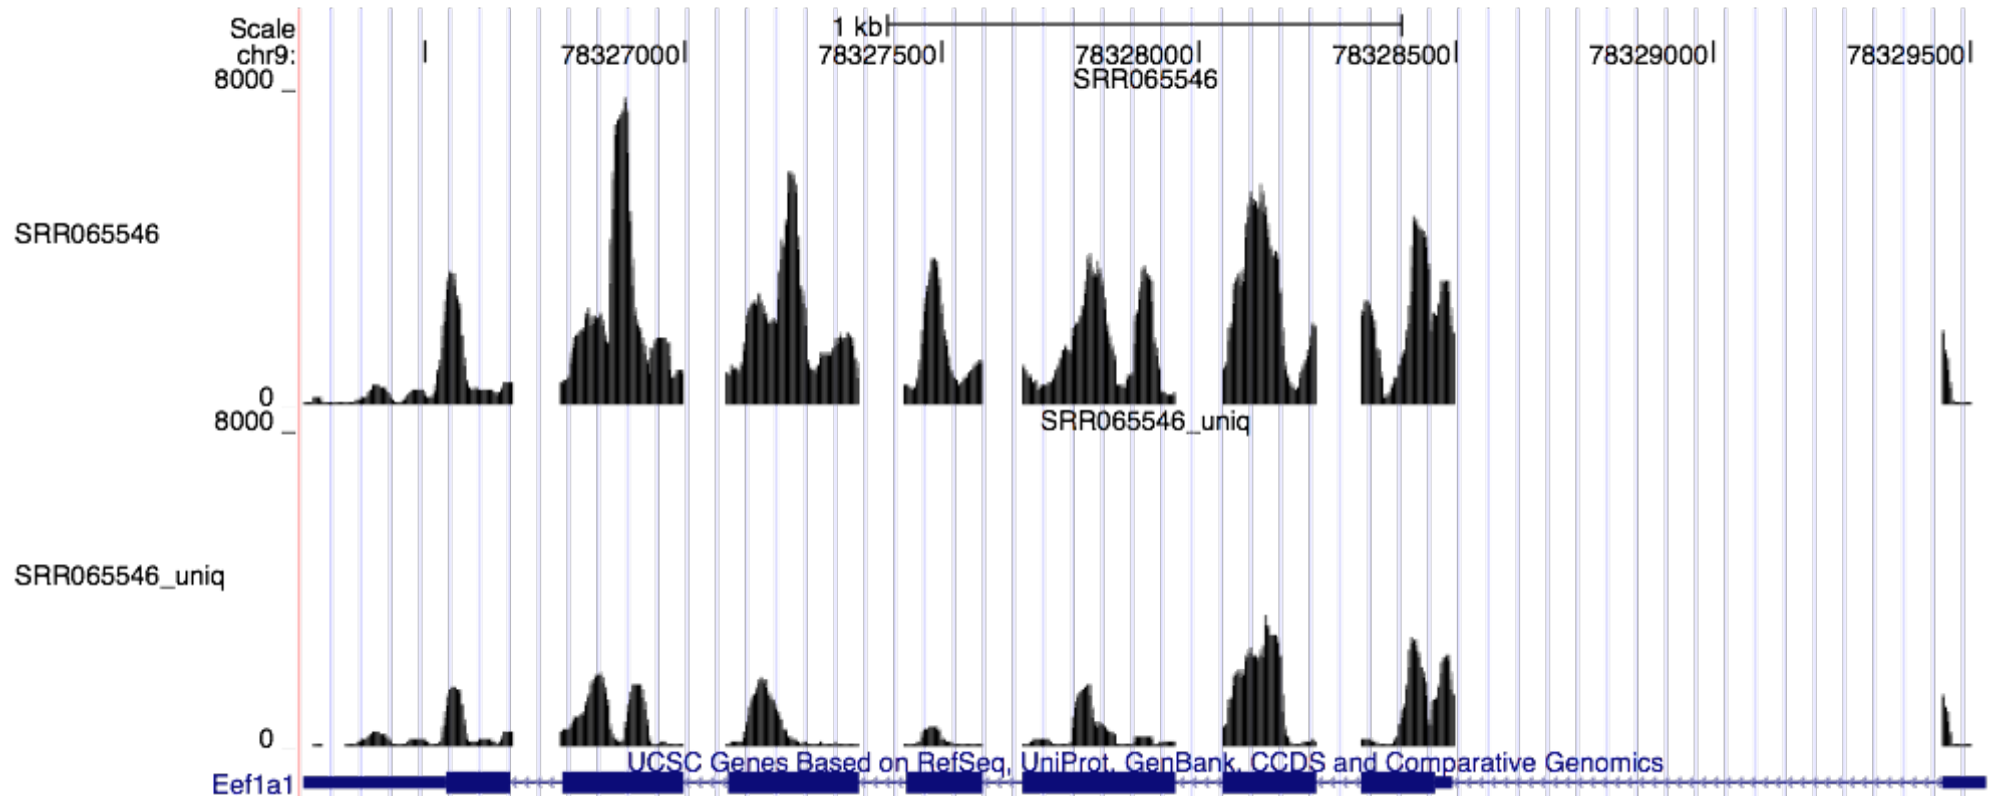 Scale 1 kb
chr9: 78327000 78327500 78328000 78328500 78329000 78329500
8000 _ SRR065546
SRR065546
0
8000 _ SRR065546_uniq
SRR065546_uniq
0
UCSC Genes Based on RefSeq, UniProt, GenBank, CCDS and Comparative Genomics
Eef1a1